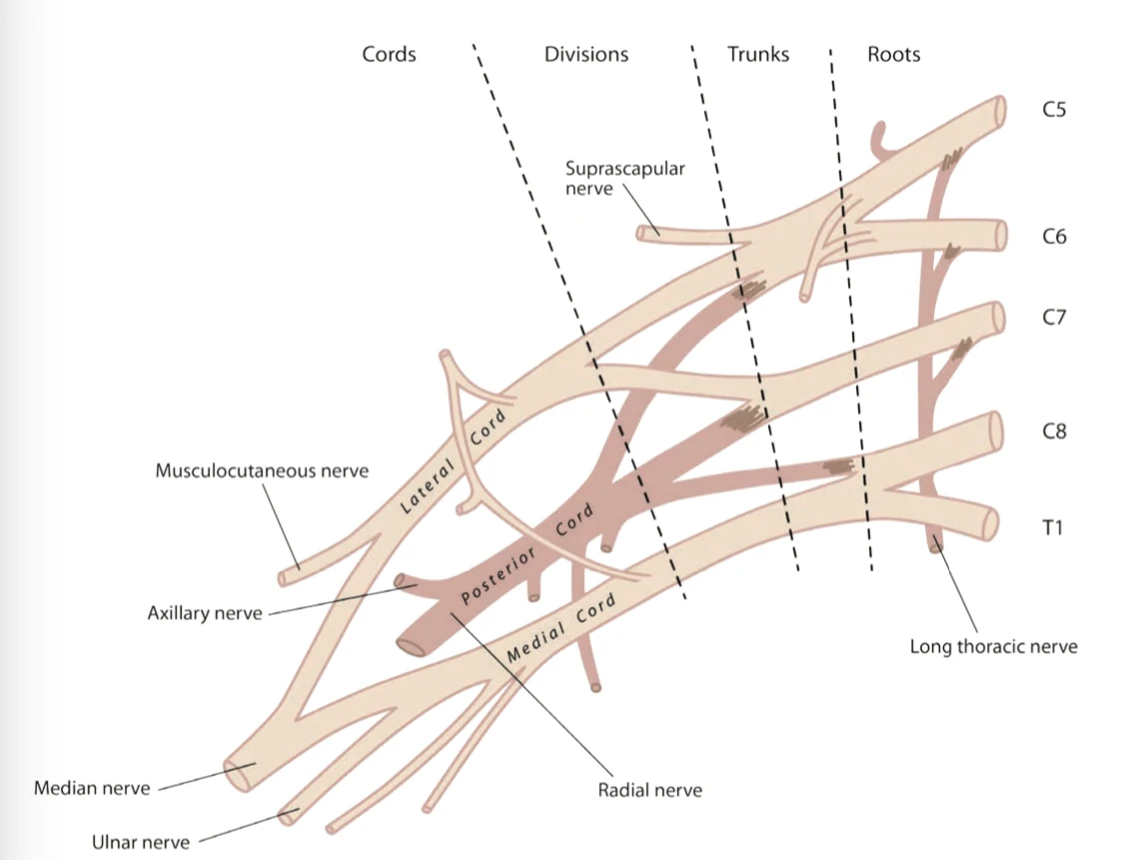 Cords
Divisions
Trunks
Roots
C5
Suprascapular
nerve
C6
C7
Lateral Cord
C8
Musculocutaneous nerve
Posterior Cord
T1
Axillary nerve
Medial Cord
Long thoracic nerve
Median nerve
Radial nerve
Ulnar nerve